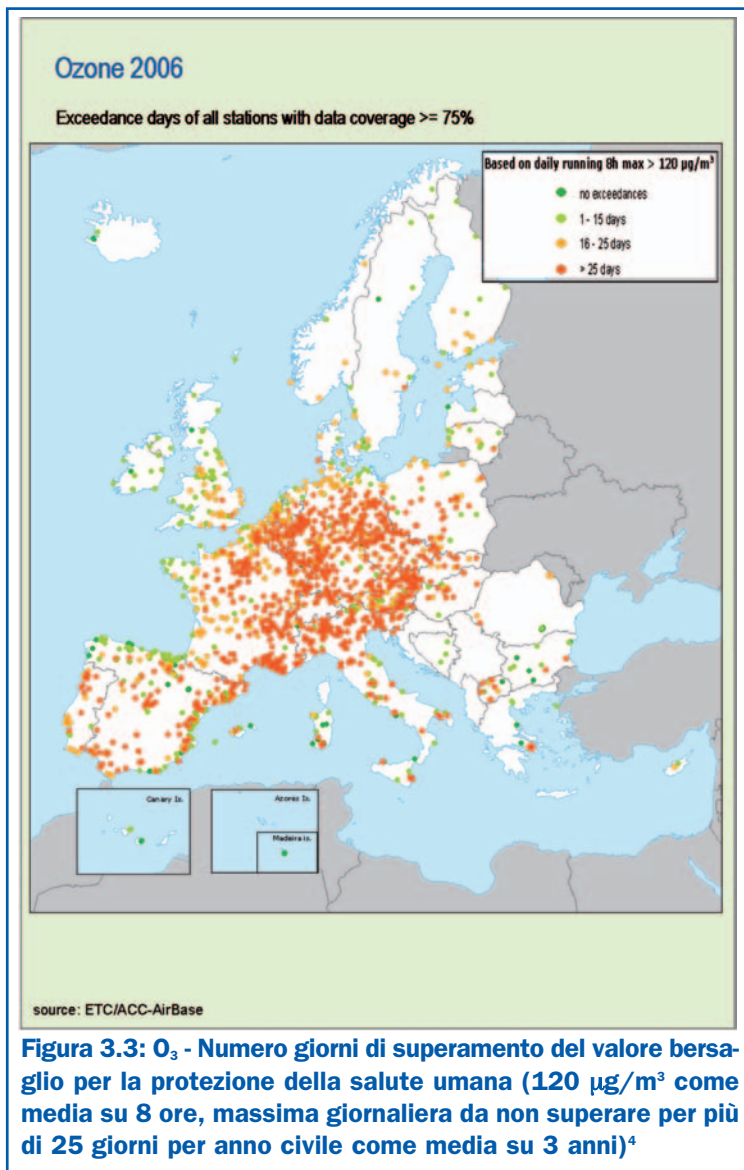 Ozone 2006
Exceedance days of all stations with data coverage >= 75%
Based on daily running 8h max > 120 µg/m³
no exceedances
1 - 15 days
16 - 25 days
> 25 days
Canary Is.
Azores Is.
Madeira Is.
source: ETC/ACC-AirBase
Figura 3.3: O₃ - Numero giorni di superamento del valore bersa-
glio per la protezione della salute umana (120 µg/m³ come
media su 8 ore, massima giornaliera da non superare per più
di 25 giorni per anno civile come media su 3 anni)⁴